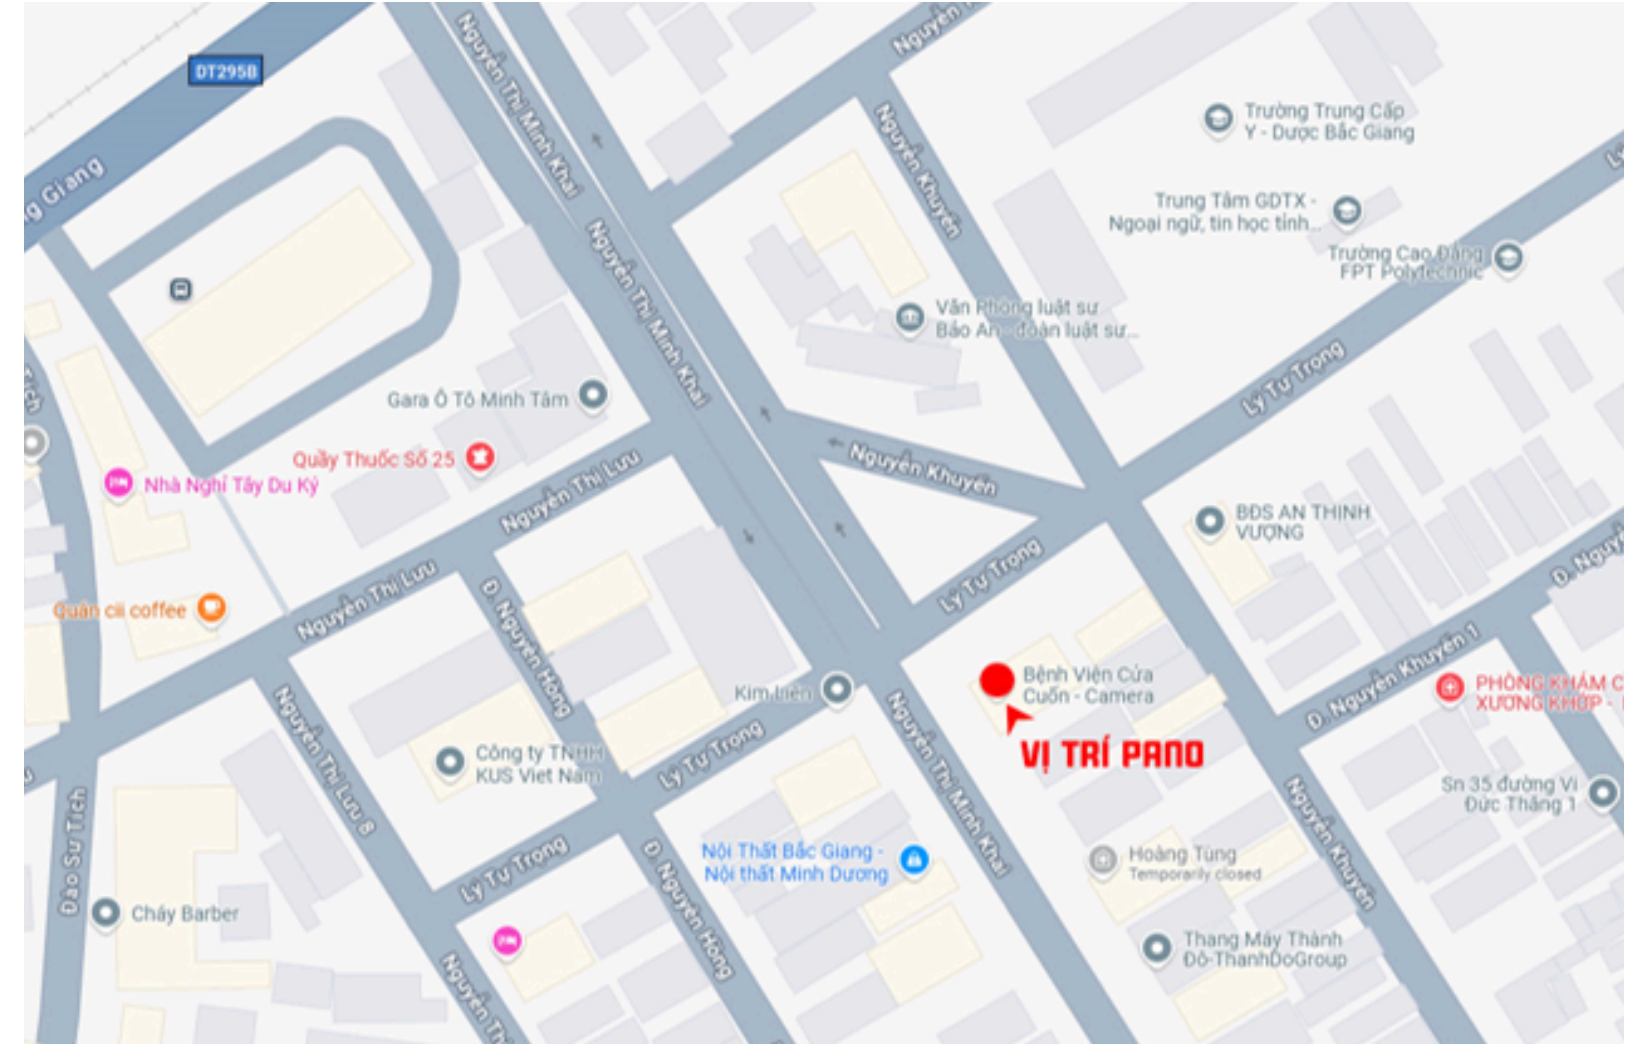 Nguyễn Thị Minh Khai
Nguyễn
DT295B
Nguyễn Khuyến
Trường Trung Cấp
Y - Dược Bắc Giang
Giang
Trung Tâm GDTX -
Ngoại ngữ, tin học tỉnh...
Trường Cao Đẳng
FPT Polytechnic
Nguyễn Thị Minh Khai
Văn Phòng luật sư
Bảo An - đoàn luật sư...
Lý Tự Trọng
Gara Ô Tô Minh Tâm
Quầy Thuốc Số 25
Nhà Nghỉ Tây Du Ký
Nguyễn Thị Lưu
Nguyễn Khuyến
BĐS AN THỊNH
VƯỢNG
Lý Tự Trọng
Nguyễn Thị Lưu
Quán cii coffee
Đ. Nguyên Hồng
Đ. Nguyễn Khuyến 1
Bệnh Viện Cửa
Cuốn - Camera
Kim Liên
PHÒNG KHÁM C
XƯƠNG KHỚP -
VỊ TRÍ PANO
Nguyễn Thị Lưu 8
Công ty TNHH
KUS Viet Nam
Lý Tự Trọng
Nguyễn Thị Minh Khai
Sn 35 đường Vi
Đức Thắng 1
Nguyễn Khuyến
Đào Sư Tích
Nội Thất Bắc Giang -
Nội thất Minh Dương
Hoàng Tùng
Temporarily closed
Lý Tự Trọng
Cháy Barber
Đ. Nguyên Hồng
Thang Máy Thành
Đô-ThanhDoGroup